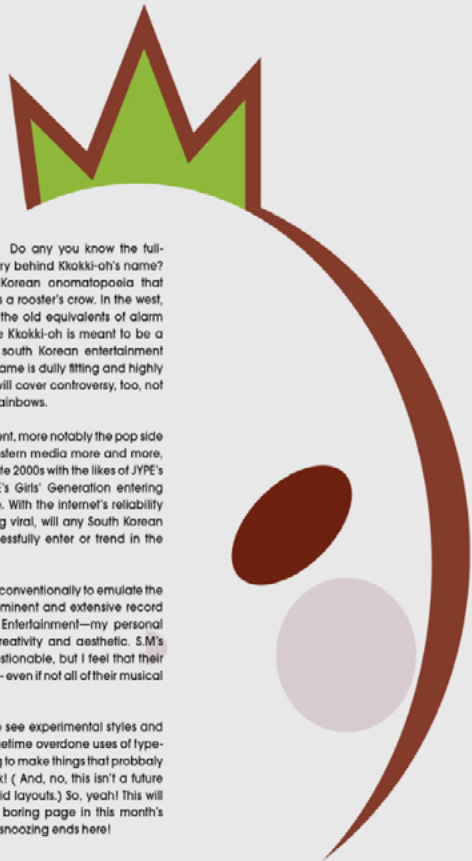 Do any you know the full-
ry behind Kkokki-oh's name?
Korean onomatopoeia that
s a rooster's crow. In the west,
the old equivalents of alarm
e Kkokki-oh is meant to be a
south Korean entertainment
ame is dully fitting and highly
vill cover controversy, too, not
ainbows.
ent, more notably the pop side
stern media more and more,
te 2000s with the likes of JYPE's
E's Girls' Generation entering
e. With the internet's reliability
g viral, will any South Korean
essfully enter or trend in the
conventionally to emulate the
minent and extensive record
Entertainment—my personal
reativity and aesthetic. S.M's
stionable, but I feel that their
- even if not all of their musical
o see experimental styles and
netime overdone uses of type-
g to make things that probbaly
k! ( And, no, this isn't a future
id layouts.) So, yeah! This will
boring page in this month's
snoozing ends here!